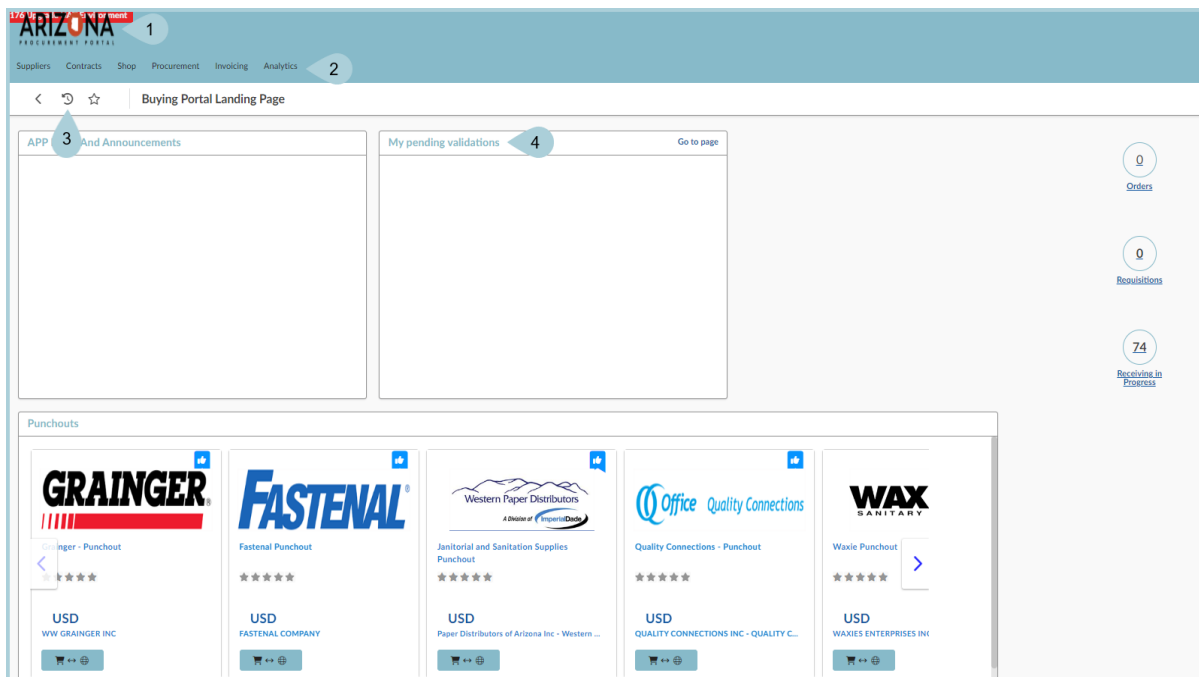 ARIZONA
PROCUREMENT PORTAL
1
Suppliers Contracts Shop Procurement Invoicing Analytics
2
Buying Portal Landing Page
3
APP And Announcements
My pending validations
4
Go to page
0
Orders
0
Requisitions
74
Receiving in
Progress
Punchouts
GRAINGER
FASTENAL®
Western Paper Distributors
A Division of ImperialDade
Office Quality Connections
WAX
SANITARY
Grainger - Punchout
Fastenal Punchout
Janitorial and Sanitation Supplies
Punchout
Quality Connections - Punchout
Waxie Punchout
USD
USD
USD
USD
USD
WW GRAINGER INC
FASTENAL COMPANY
Paper Distributors of Arizona Inc - Western ...
QUALITY CONNECTIONS INC - QUALITY C...
WAXIES ENTERPRISES INC